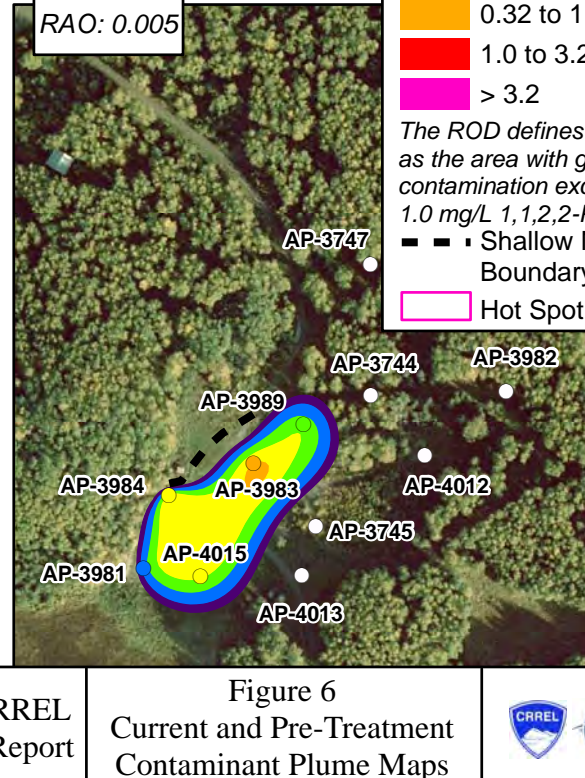 RAO: 0.005
0.32 to 1
1.0 to 3.2
> 3.2
The ROD defines
as the area with g
contamination exc
1.0 mg/L 1,1,2,2-
Shallow
Boundary
Hot Spot
AP-3747
AP-3744
AP-3982
AP-3989
AP-4012
AP-3984
AP-3983
AP-3745
AP-4015
AP-3981
AP-4013
RREL
Report
Figure 6
Current and Pre-Treatment
Contaminant Plume Maps
CRREL